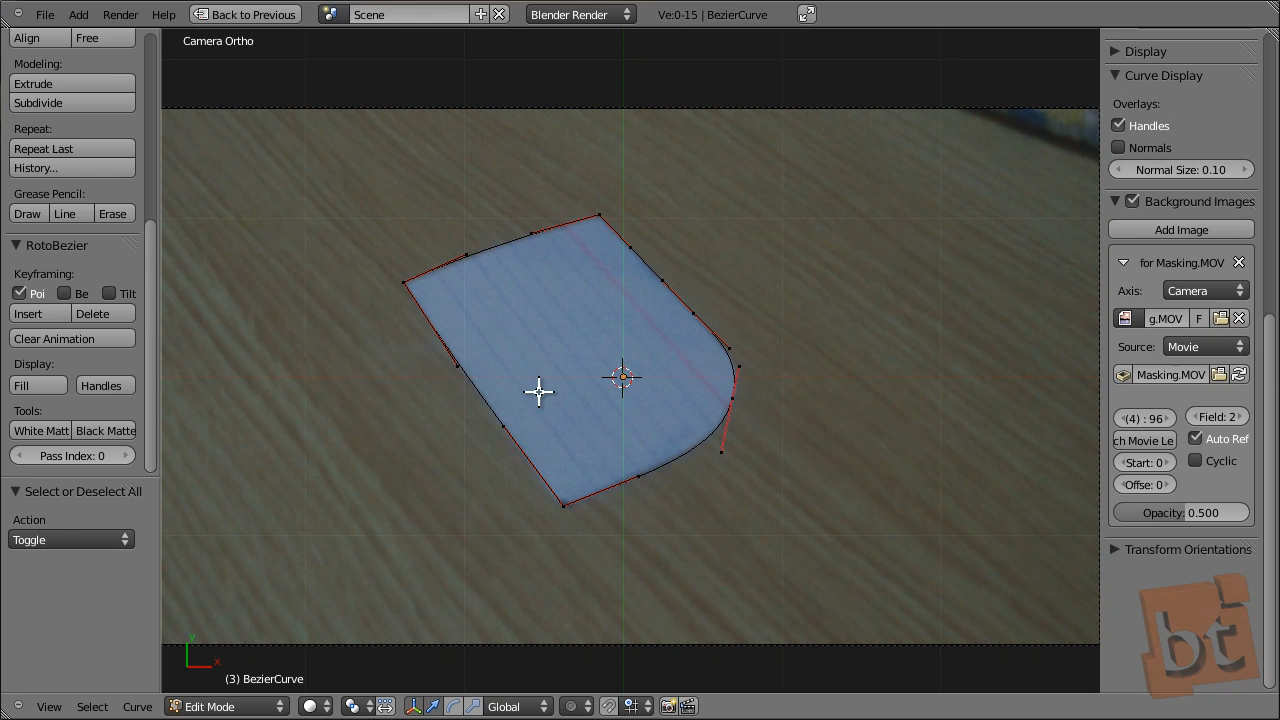 File Add Render Help Back to Previous Scene Blender Render Ve:0-15 | BezierCurve
Align Free
Modeling:
Extrude
Subdivide
Repeat:
Repeat Last
History...
Grease Pencil:
Draw Line Erase
RotoBezier
Keyframing:
Poi Be Tilt
Insert Delete
Clear Animation
Display:
Fill Handles
Tools:
White Matt Black Matte
Pass Index: 0
Select or Deselect All
Action
Toggle
Camera Ortho
y
x
(3) BezierCurve
Display
Curve Display
Overlays:
Handles
Normals
Normal Size: 0.10
Background Images
Add Image
for Masking.MOV
Axis: Camera
g.MOV F
Source: Movie
Masking.MOV
(4) : 96 Field: 2
ch Movie Le Auto Ref
Start: 0 Cyclic
Offse: 0
Opacity: 0.500
Transform Orientations
bt
View Select Curve Edit Mode Global